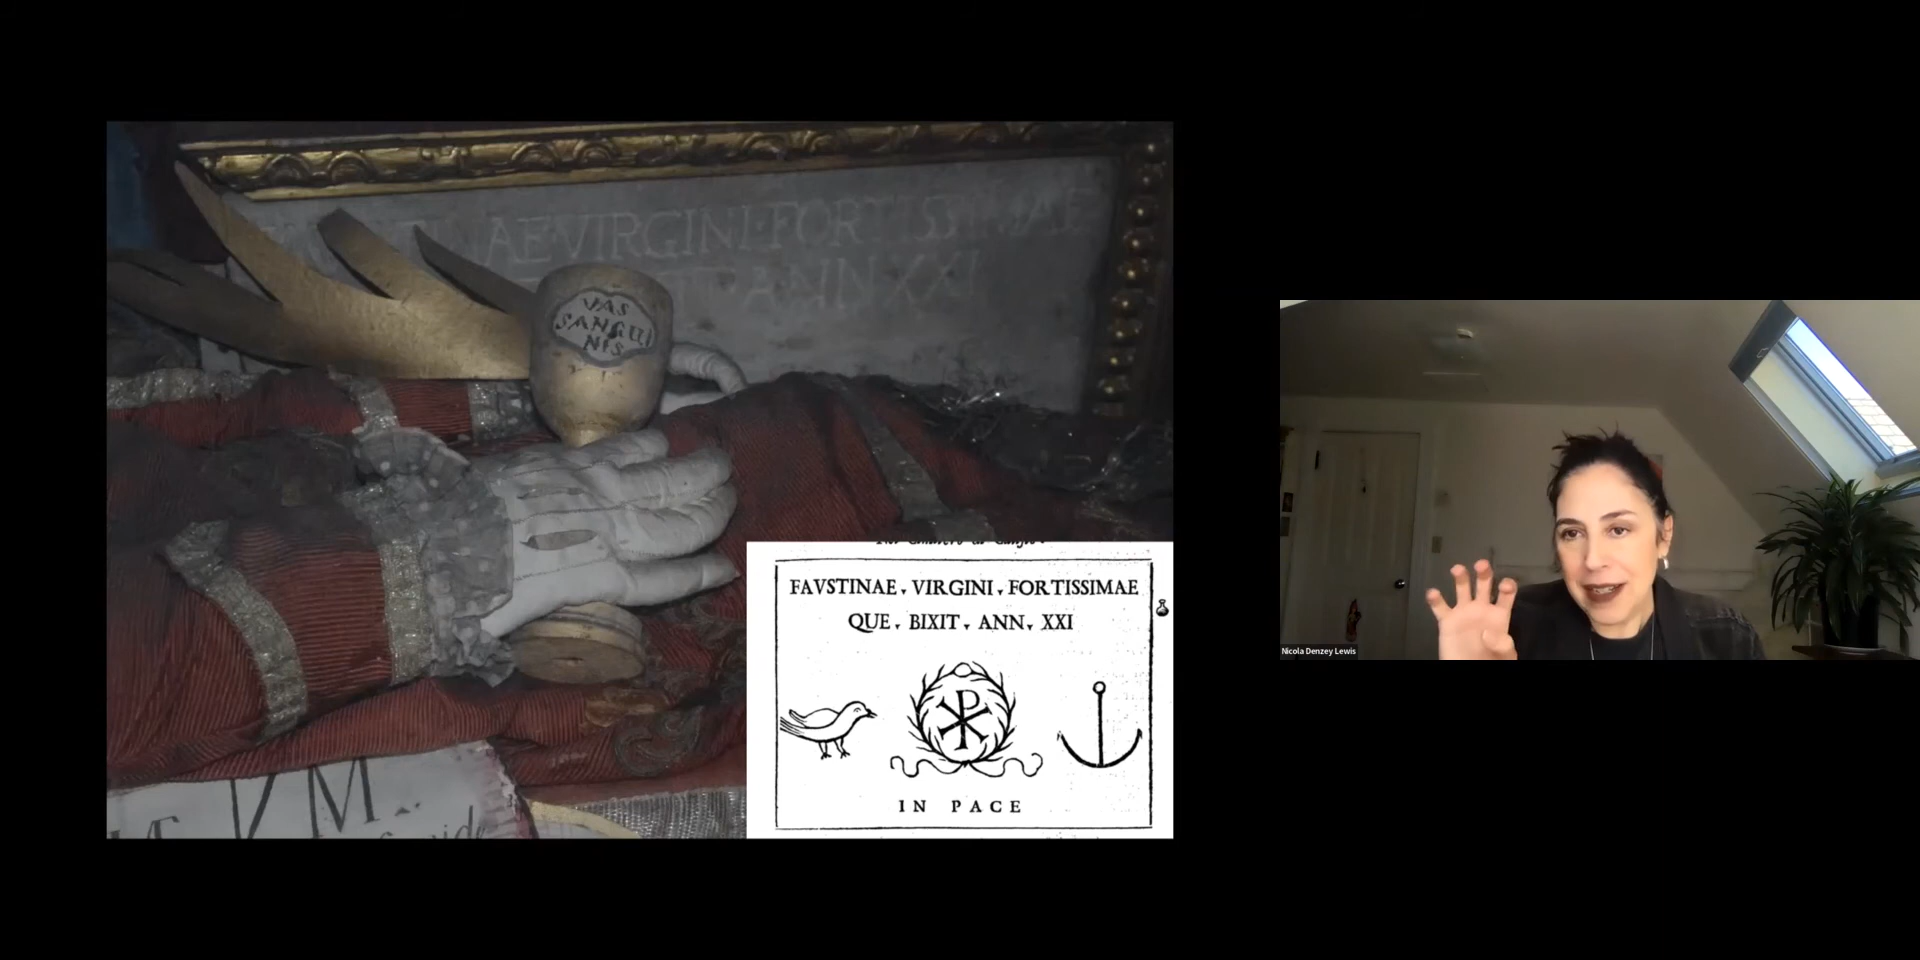 AE VIRGINI·FORTISSIMAE
ANN XXI
VAS
SANGUI
NIS
VM
FAVSTINAE. VIRGINI. FORTISSIMAE
QUE. BIXIT. ANN. XXI
IN PACE
Nicola Denzey Lewis